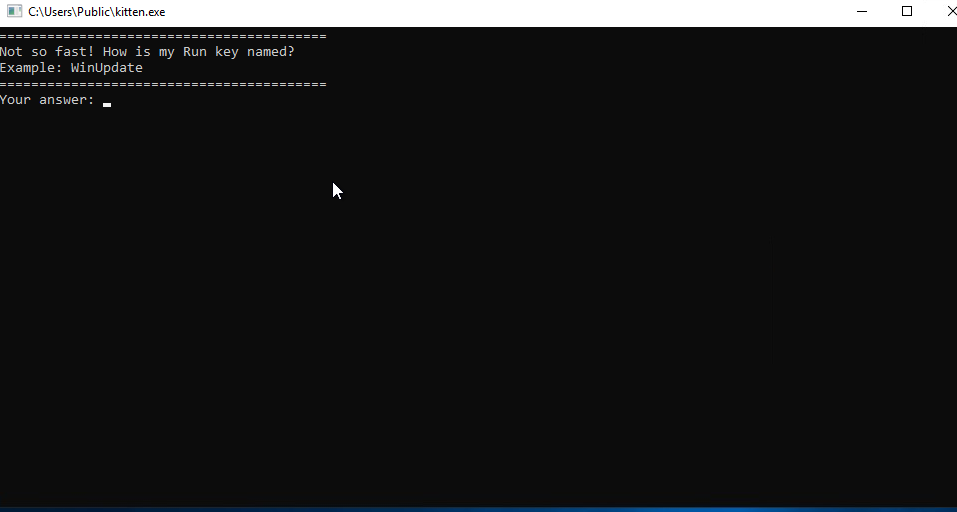 C:\Users\Public\kitten.exe
=========================================
Not so fast! How is my Run key named?
Example: WinUpdate
=========================================
Your answer: